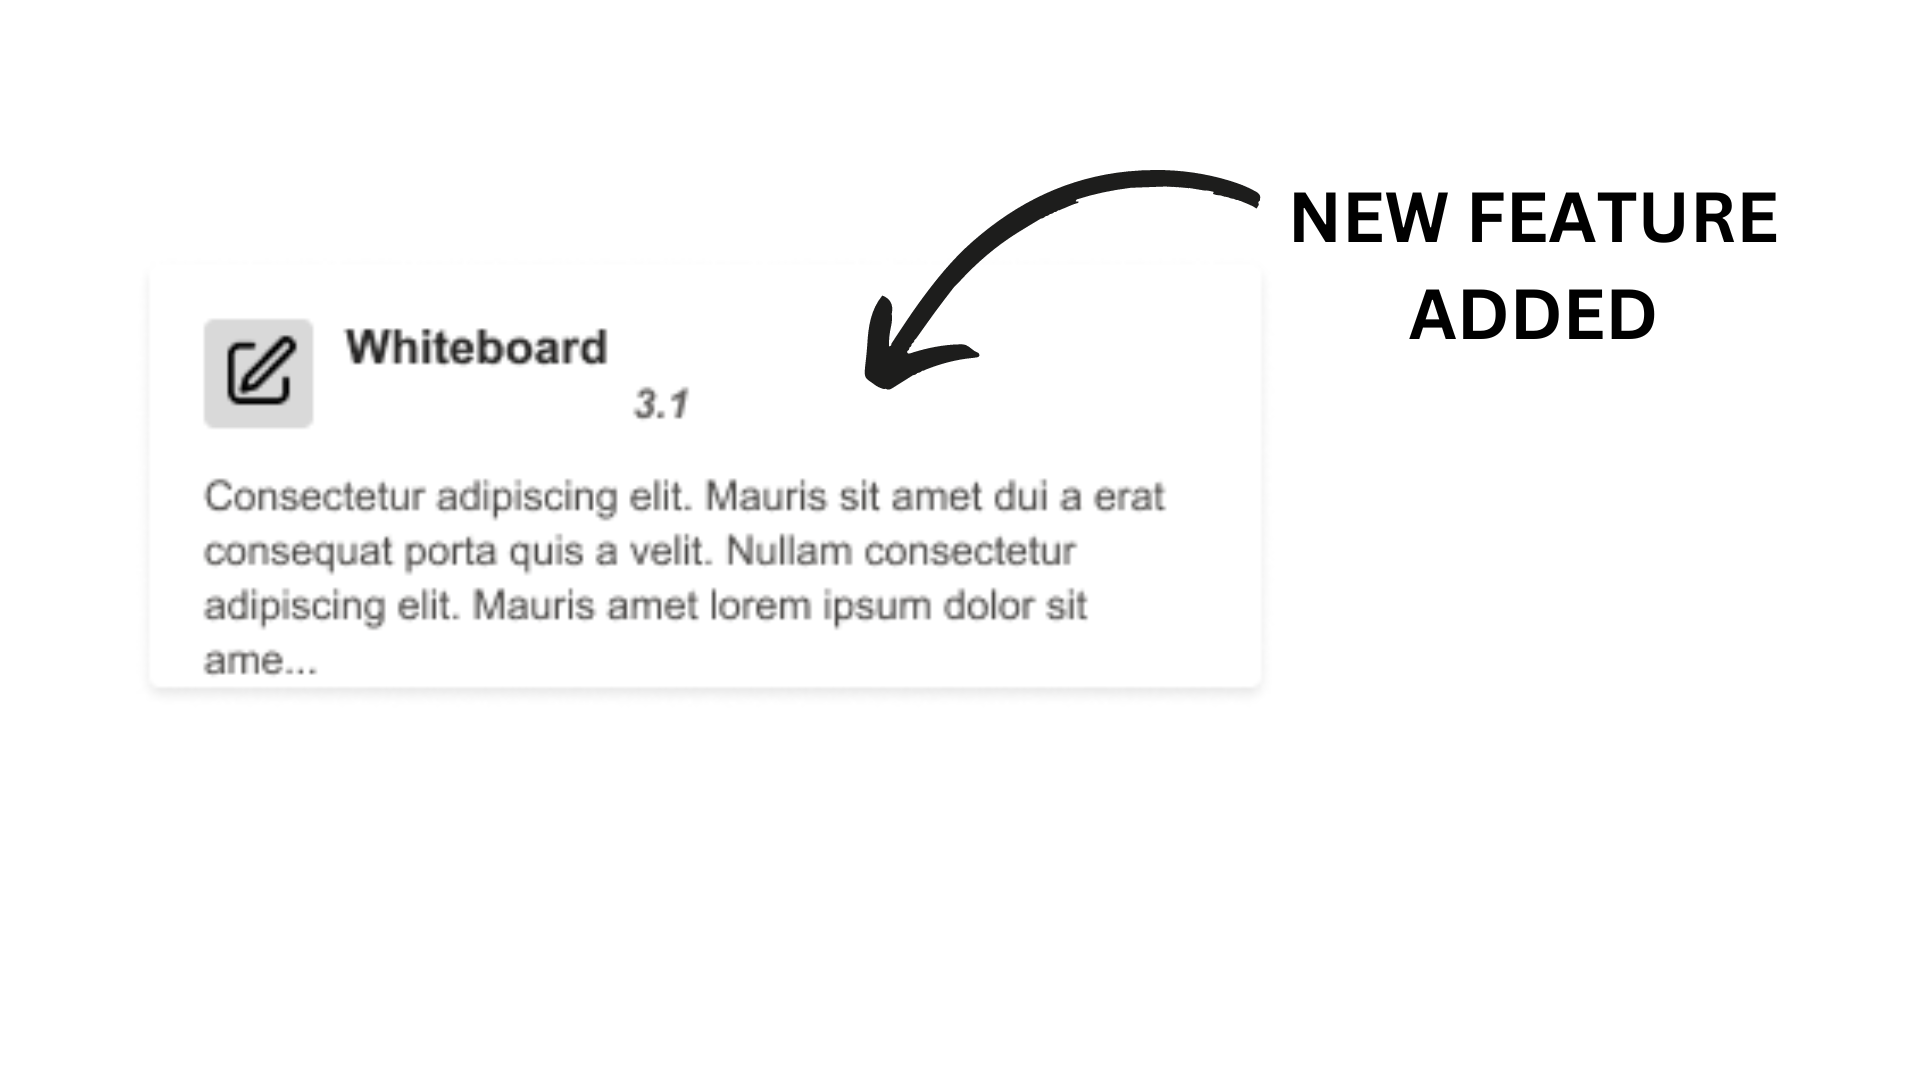 NEW FEATURE
ADDED
Whiteboard
3.1
Consectetur adipiscing elit. Mauris sit amet dui a erat
consequat porta quis a velit. Nullam consectetur
adipiscing elit. Mauris amet lorem ipsum dolor sit
ame...